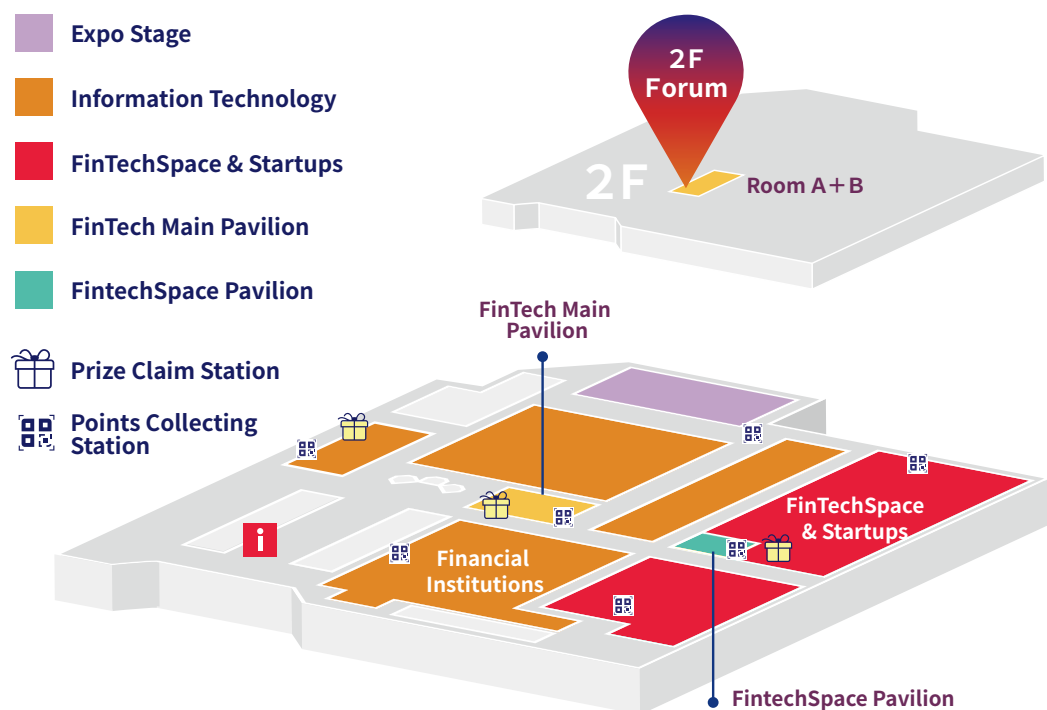 Expo Stage
Information Technology
FinTechSpace & Startups
FinTech Main Pavilion
FintechSpace Pavilion
Prize Claim Station
Points Collecting
Station
2F
Forum
2F
Room A+B
FinTech Main
Pavilion
FinTechSpace
& Startups
Financial
Institutions
i
FintechSpace Pavilion